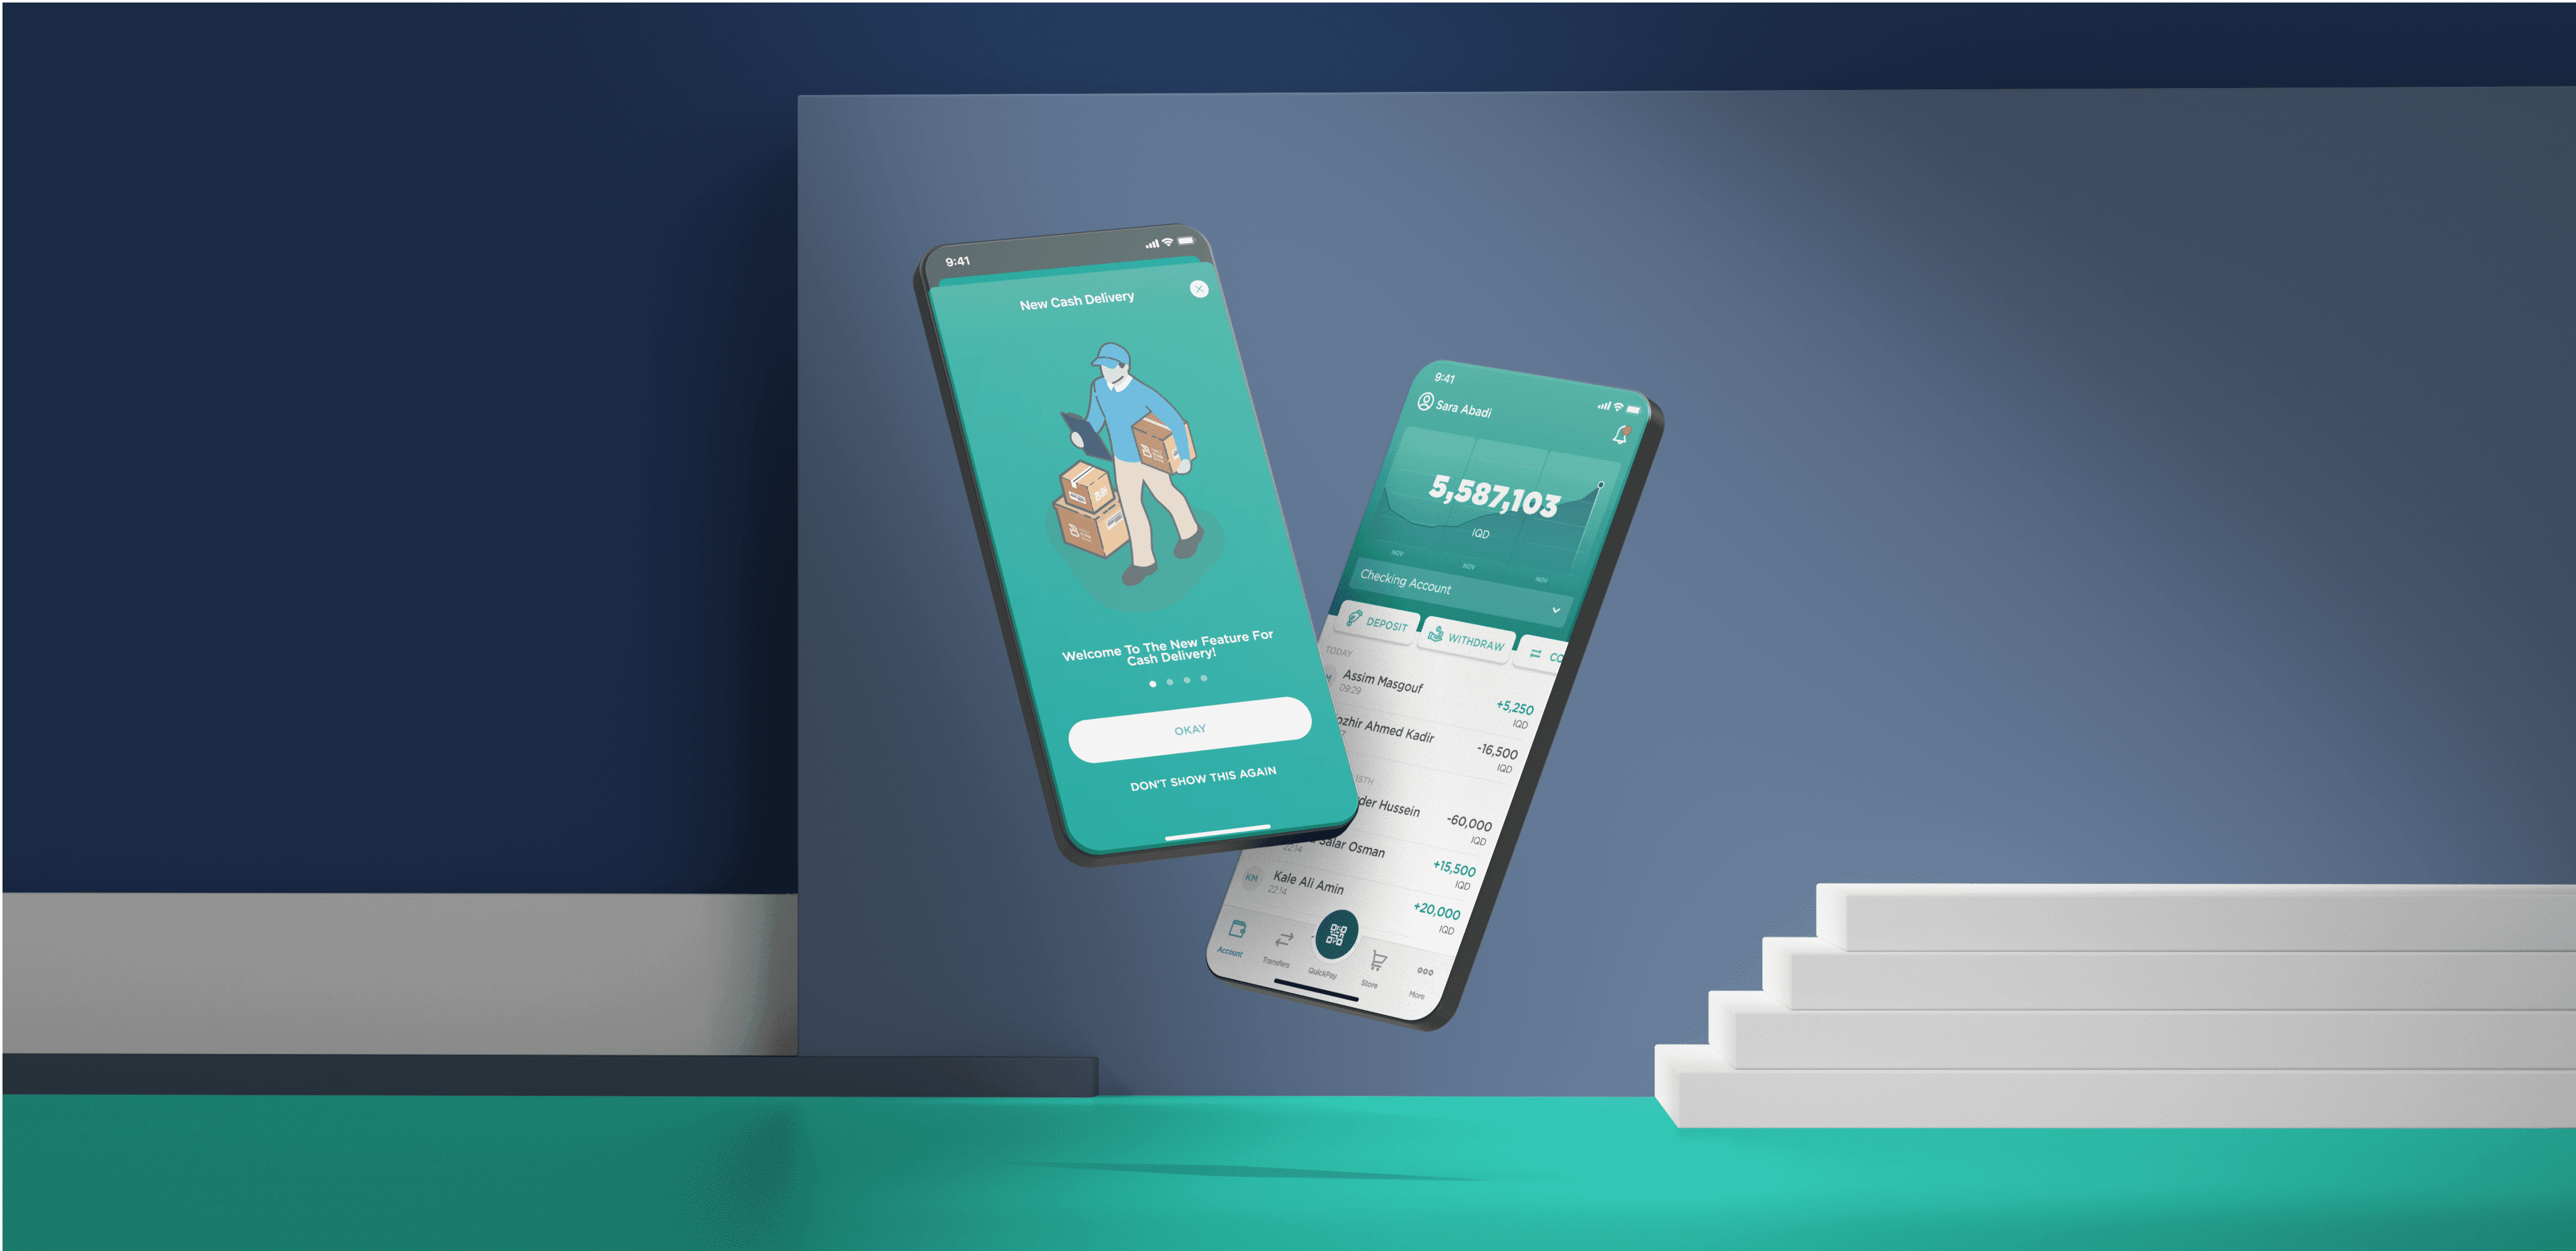 9:41
New Cash Delivery
Welcome To The New Feature For
Cash Delivery!
OKAY
DON'T SHOW THIS AGAIN
9:41
Sara Abadi
5,587,103
IQD
NOV
NOV
NOV
Checking Account
DEPOSIT
WITHDRAW
CO
TODAY
Assim Masgouf
09:29
+5,250
IQD
Ahmed Kadir
-16,500
IQD
15TH
Hussein
-60,000
IQD
Salar Osman
22:14
+15,500
IQD
KM
Kale Ali Amin
22:14
+20,000
IQD
Account
Transfers
QuickPay
Store
More